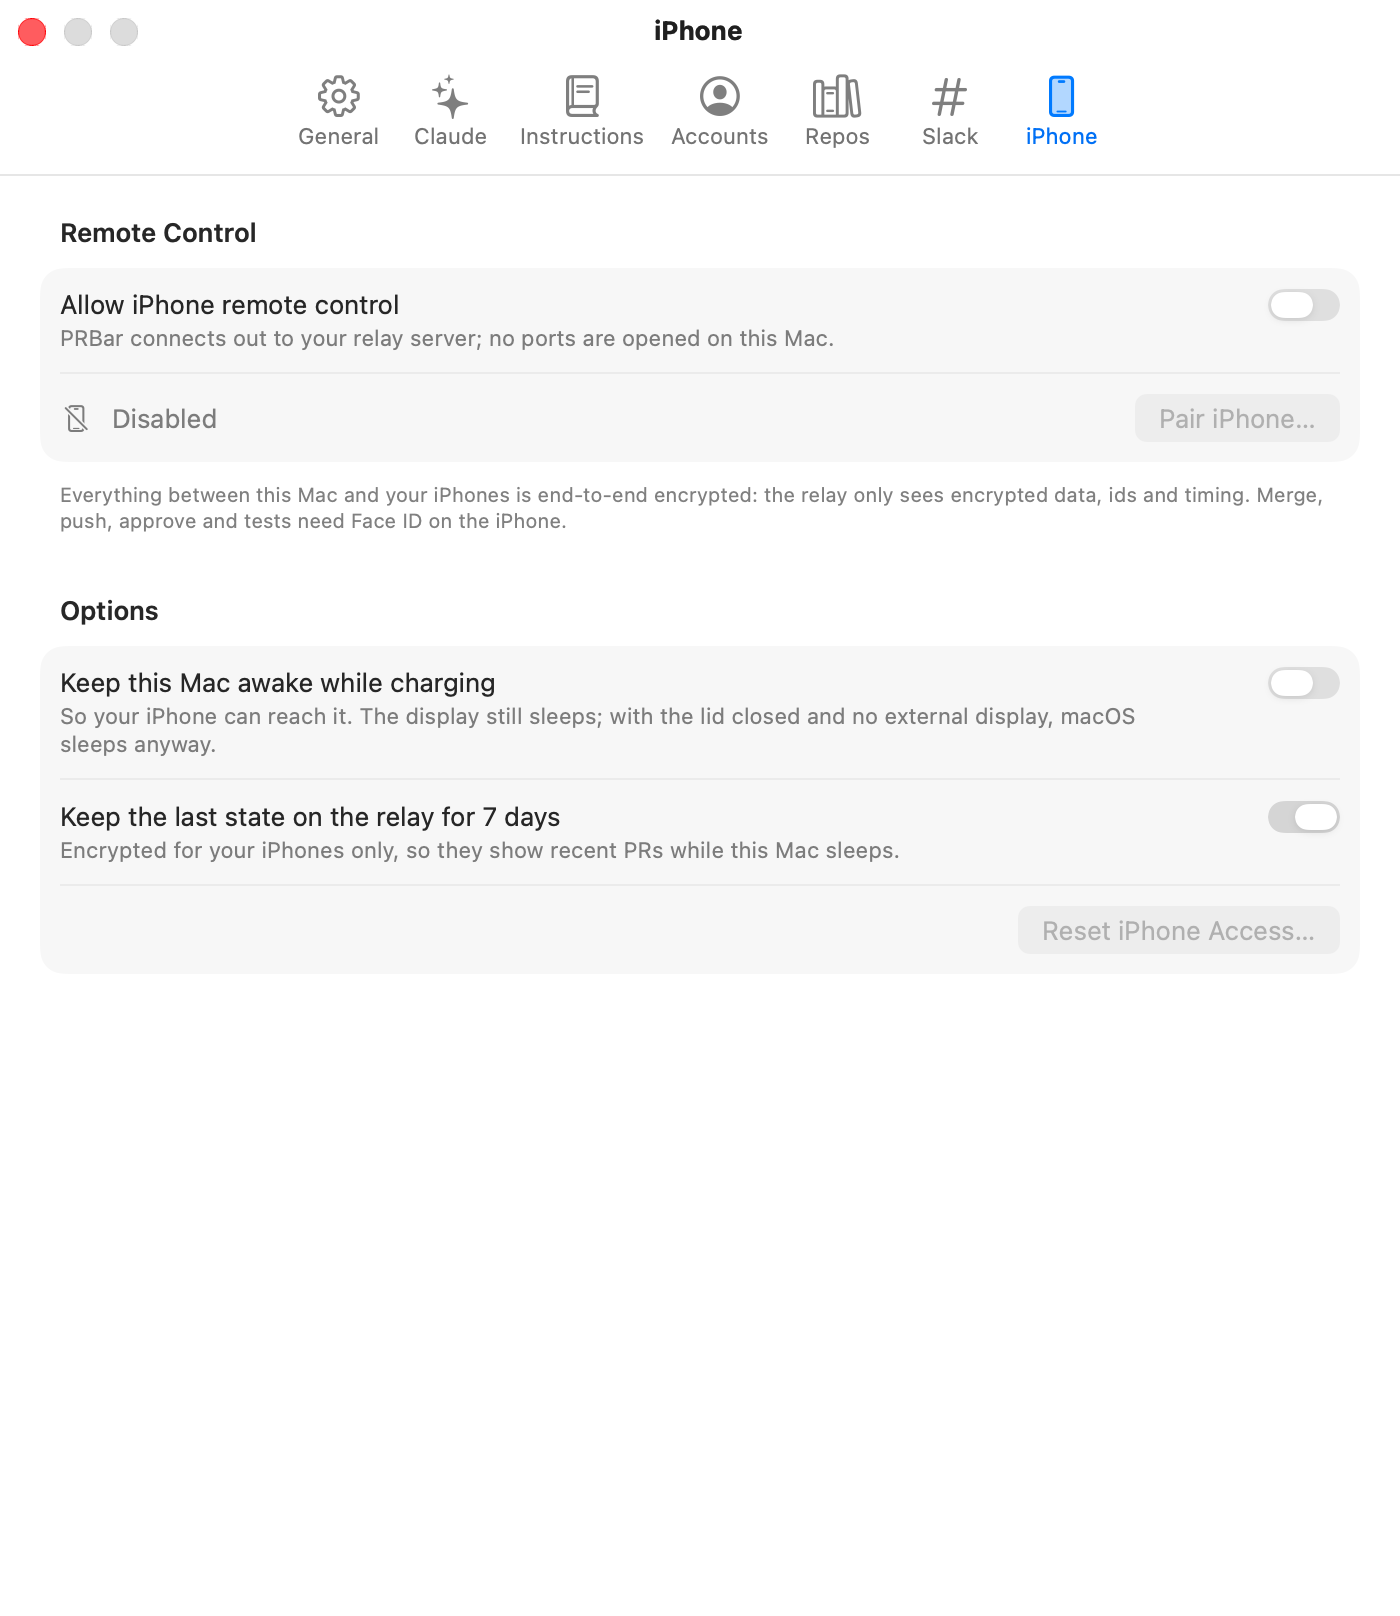 iPhone
General
Claude
Instructions
Accounts
Repos
Slack
iPhone
Remote Control
Allow iPhone remote control
PRBar connects out to your relay server; no ports are opened on this Mac.
Disabled
Pair iPhone...
Everything between this Mac and your iPhones is end-to-end encrypted: the relay only sees encrypted data, ids and timing. Merge,
push, approve and tests need Face ID on the iPhone.
Options
Keep this Mac awake while charging
So your iPhone can reach it. The display still sleeps; with the lid closed and no external display, macOS
sleeps anyway.
Keep the last state on the relay for 7 days
Encrypted for your iPhones only, so they show recent PRs while this Mac sleeps.
Reset iPhone Access...